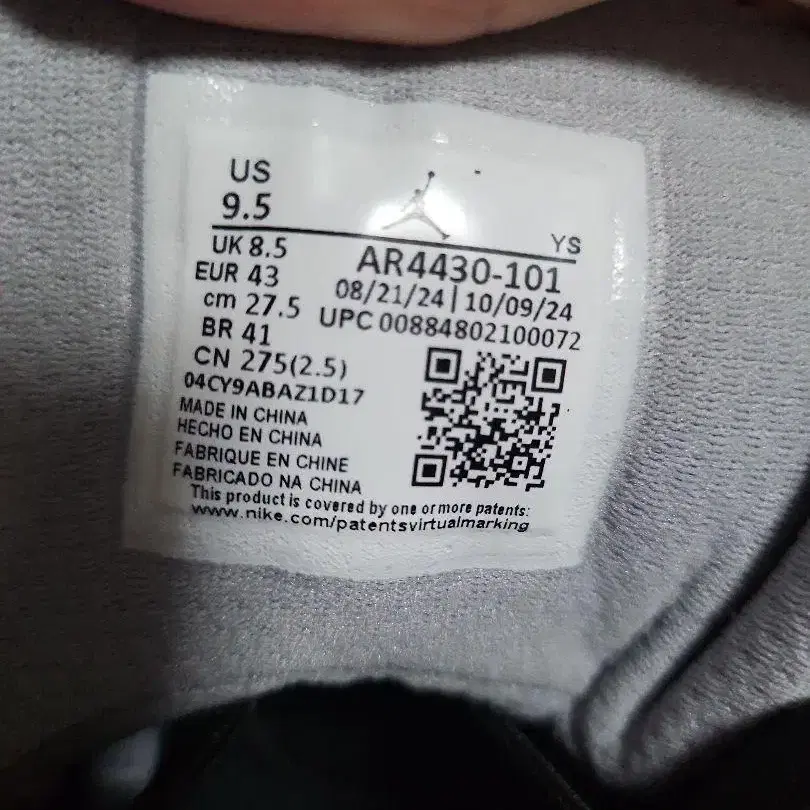 US
9.5
YS
UK 8.5
EUR 43
cm 27.5
BR 41
CN 275(2.5)
AR4430-101
08/21/24 | 10/09/24
UPC 00884802100072
04CY9ABAZ1D17
MADE IN CHINA
HECHO EN CHINA
FABRIQUE EN CHINE
FABRICADO NA CHINA
This product is covered by one or more patents:
www.nike.com/patentsvirtualmarking